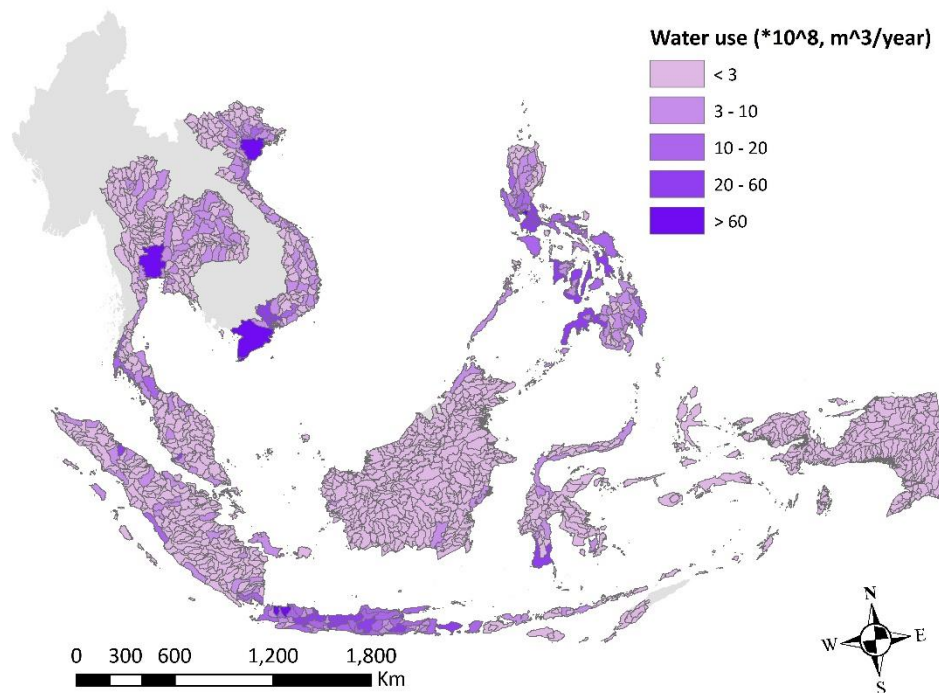 Water use (*10^8, m^3/year)
< 3
3 - 10
10 - 20
20 - 60
> 60
N
W E
S
0 300 600 1,200 1,800
Km